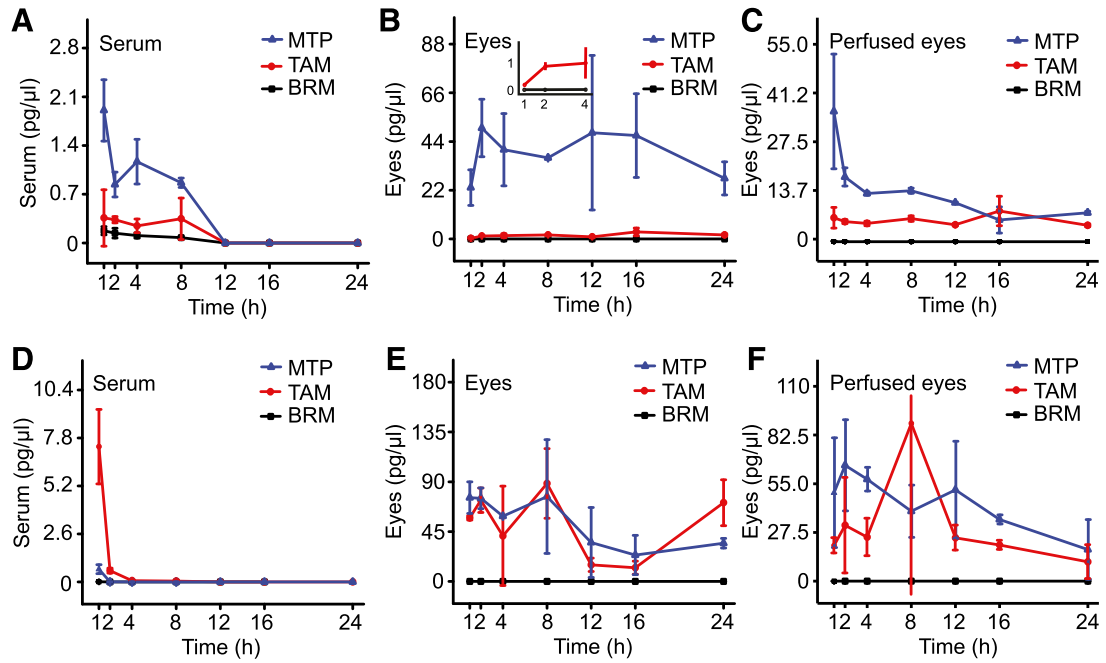 A
Serum
MTP
TAM
BRM
Serum (pg/µl)
2.8
2.1
1.4
0.7
0
1 2 4 8 12 16 24
Time (h)
B
Eyes
MTP
TAM
BRM
Eyes (pg/µl)
88
66
44
22
0
1
0
1 2 4
1 2 4 8 12 16 24
Time (h)
C
Perfused eyes
MTP
TAM
BRM
Eyes (pg/µl)
55.0
41.2
27.5
13.7
0
1 2 4 8 12 16 24
Time (h)
D
Serum
MTP
TAM
BRM
Serum (pg/µl)
10.4
7.8
5.2
2.6
0
1 2 4 8 12 16 24
Time (h)
E
Eyes
MTP
TAM
BRM
Eyes (pg/µl)
180
135
90
45
0
1 2 4 8 12 16 24
Time (h)
F
Perfused eyes
MTP
TAM
BRM
Eyes (pg/µl)
110
82.5
55.0
27.5
0
1 2 4 8 12 16 24
Time (h)